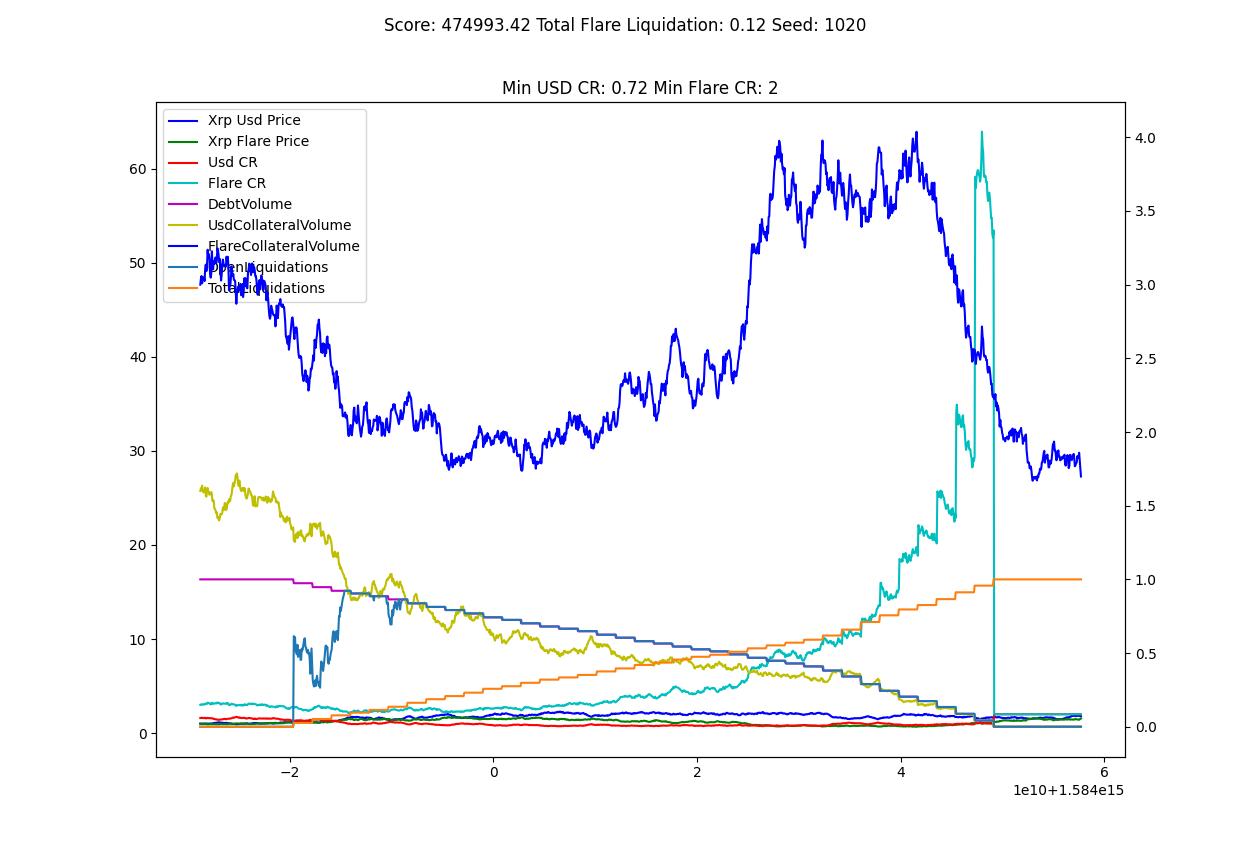 Score: 474993.42 Total Flare Liquidation: 0.12 Seed: 1020
Min USD CR: 0.72 Min Flare CR: 2
Xrp Usd Price
Xrp Flare Price
Usd CR
Flare CR
DebtVolume
UsdCollateralVolume
FlareCollateralVolume
OpenLiquidations
TotalLiquidations
60
50
40
30
20
10
0
4.0
3.5
3.0
2.5
2.0
1.5
1.0
0.5
0.0
−2
0
2
4
6
1e10+1.584e15